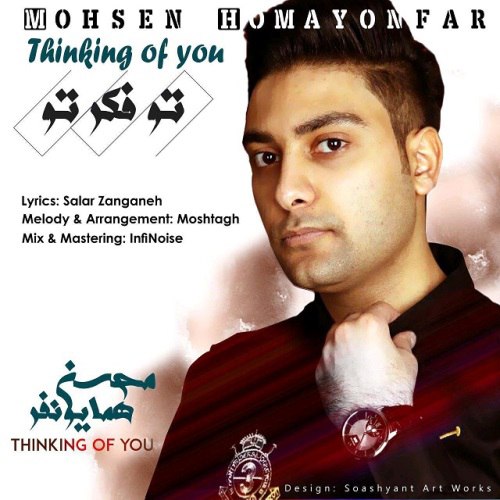 MOHSEN HOMAYONFAR
Thinking of you
تو فکر تو
Lyrics: Salar Zanganeh
Melody & Arrangement: Moshtagh
Mix & Mastering: InfiNoise
محسن
همایونفر
THINKING OF YOU
Design: Soashyant Art Works